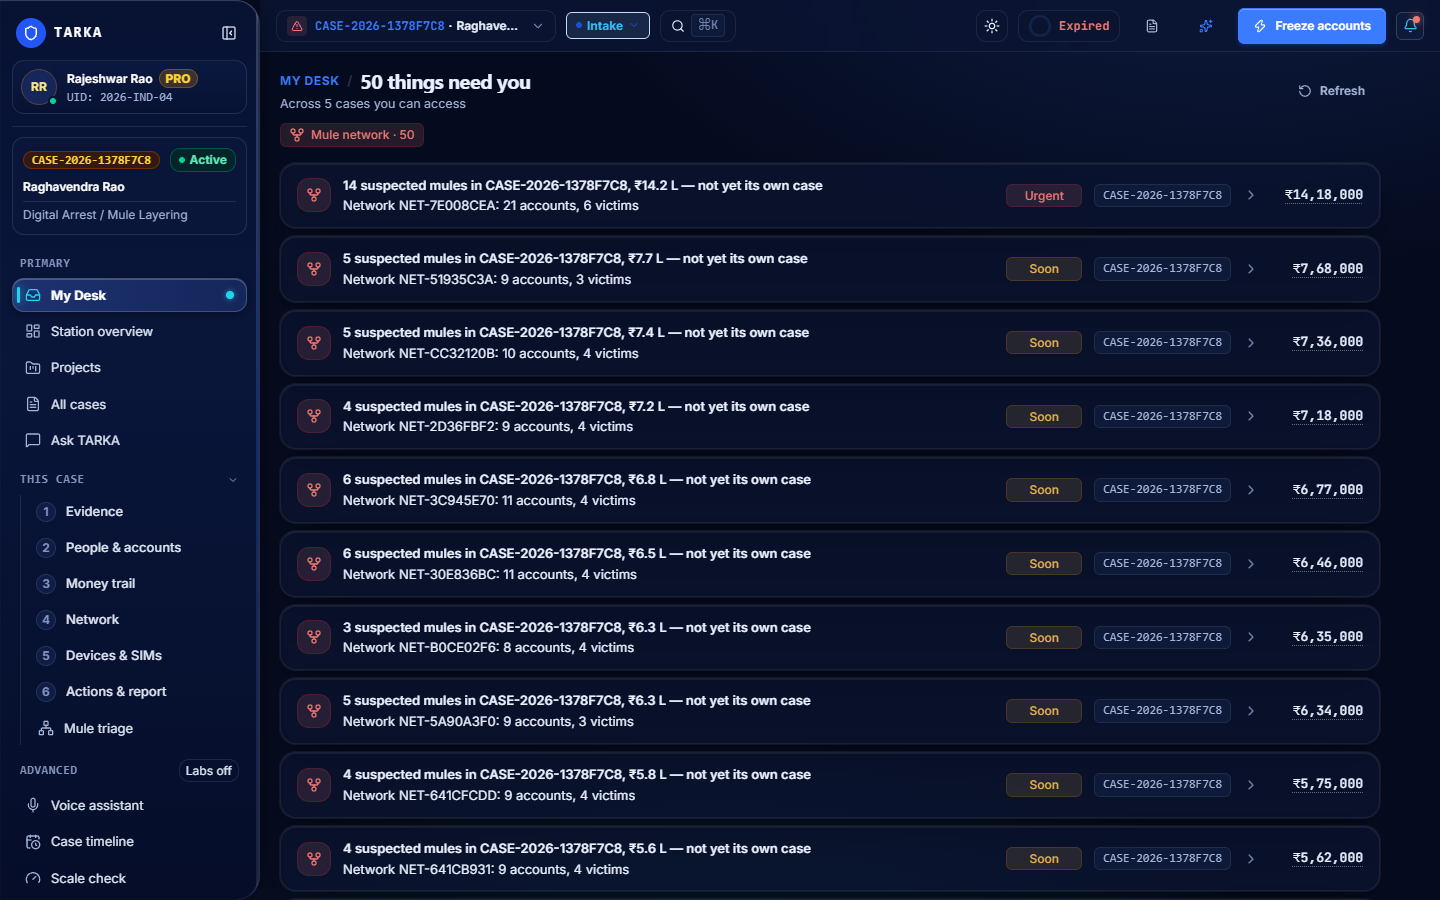 TARKA
RR
Rajeshwar Rao PRO
UID: 2026-IND-04
CASE-2026-1378F7C8 Active
Raghavendra Rao
Digital Arrest / Mule Layering
PRIMARY
My Desk
Station overview
Projects
All cases
Ask TARKA
THIS CASE
1 Evidence
2 People & accounts
3 Money trail
4 Network
5 Devices & SIMs
6 Actions & report
Mule triage
ADVANCED Labs off
Voice assistant
Case timeline
Scale check
CASE-2026-1378F7C8 · Raghave... Intake ⌘K Expired Freeze accounts
MY DESK / 50 things need you
Across 5 cases you can access
Refresh
Mule network · 50
14 suspected mules in CASE-2026-1378F7C8, ₹14.2 L — not yet its own case
Network NET-7E008CEA: 21 accounts, 6 victims
Urgent CASE-2026-1378F7C8 ₹14,18,000
5 suspected mules in CASE-2026-1378F7C8, ₹7.7 L — not yet its own case
Network NET-51935C3A: 9 accounts, 3 victims
Soon CASE-2026-1378F7C8 ₹7,68,000
5 suspected mules in CASE-2026-1378F7C8, ₹7.4 L — not yet its own case
Network NET-CC32120B: 10 accounts, 4 victims
Soon CASE-2026-1378F7C8 ₹7,36,000
4 suspected mules in CASE-2026-1378F7C8, ₹7.2 L — not yet its own case
Network NET-2D36FBF2: 9 accounts, 4 victims
Soon CASE-2026-1378F7C8 ₹7,18,000
6 suspected mules in CASE-2026-1378F7C8, ₹6.8 L — not yet its own case
Network NET-3C945E70: 11 accounts, 4 victims
Soon CASE-2026-1378F7C8 ₹6,77,000
6 suspected mules in CASE-2026-1378F7C8, ₹6.5 L — not yet its own case
Network NET-30E836BC: 11 accounts, 4 victims
Soon CASE-2026-1378F7C8 ₹6,46,000
3 suspected mules in CASE-2026-1378F7C8, ₹6.3 L — not yet its own case
Network NET-B0CE02F6: 8 accounts, 4 victims
Soon CASE-2026-1378F7C8 ₹6,35,000
5 suspected mules in CASE-2026-1378F7C8, ₹6.3 L — not yet its own case
Network NET-5A90A3F0: 9 accounts, 3 victims
Soon CASE-2026-1378F7C8 ₹6,34,000
4 suspected mules in CASE-2026-1378F7C8, ₹5.8 L — not yet its own case
Network NET-641CFCDD: 9 accounts, 4 victims
Soon CASE-2026-1378F7C8 ₹5,75,000
4 suspected mules in CASE-2026-1378F7C8, ₹5.6 L — not yet its own case
Network NET-641CB931: 9 accounts, 4 victims
Soon CASE-2026-1378F7C8 ₹5,62,000